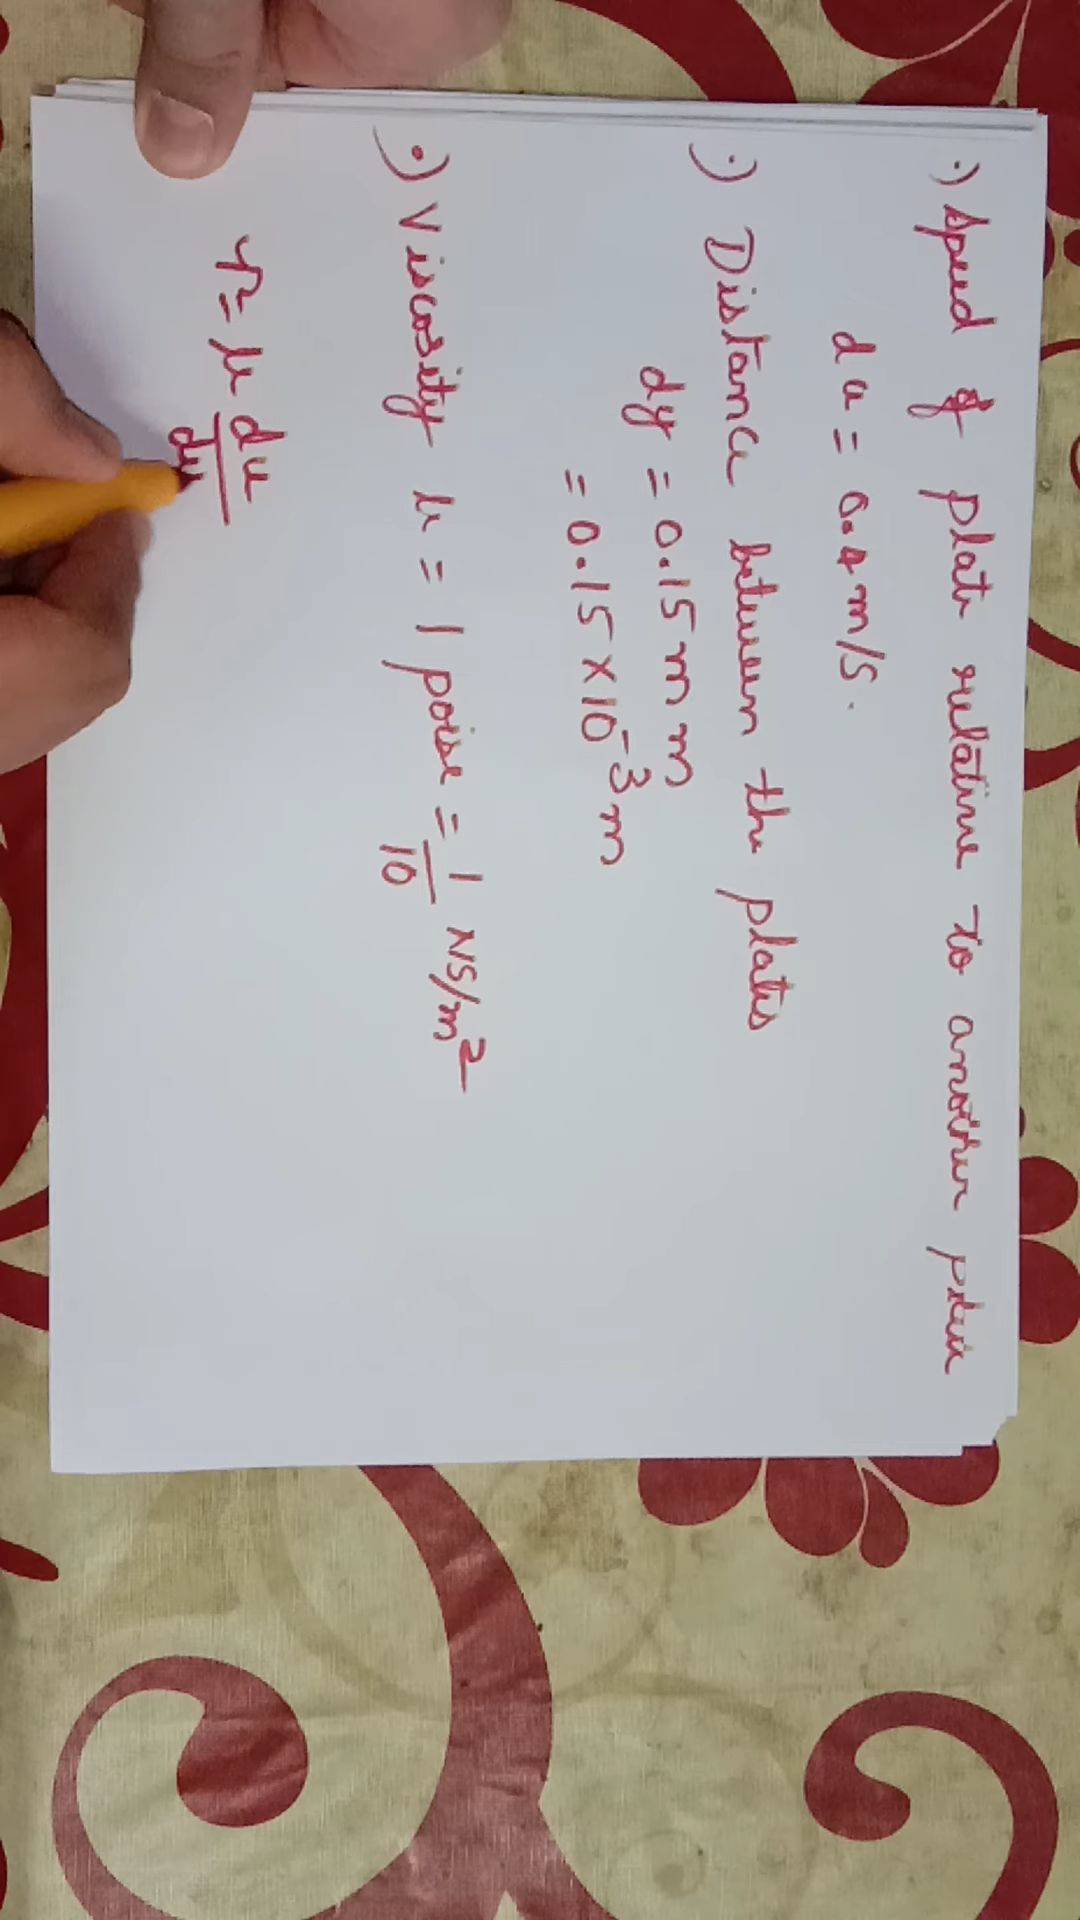 •) Speed of plate relative to another plate
du = 0.4 m/s.
•) Distance between the plates
dy = 0.15 mm
= 0.15 × 10⁻³ m
•) Viscosity μ = 1 poise = 1/10 NS/m²
τ = μ du/dy